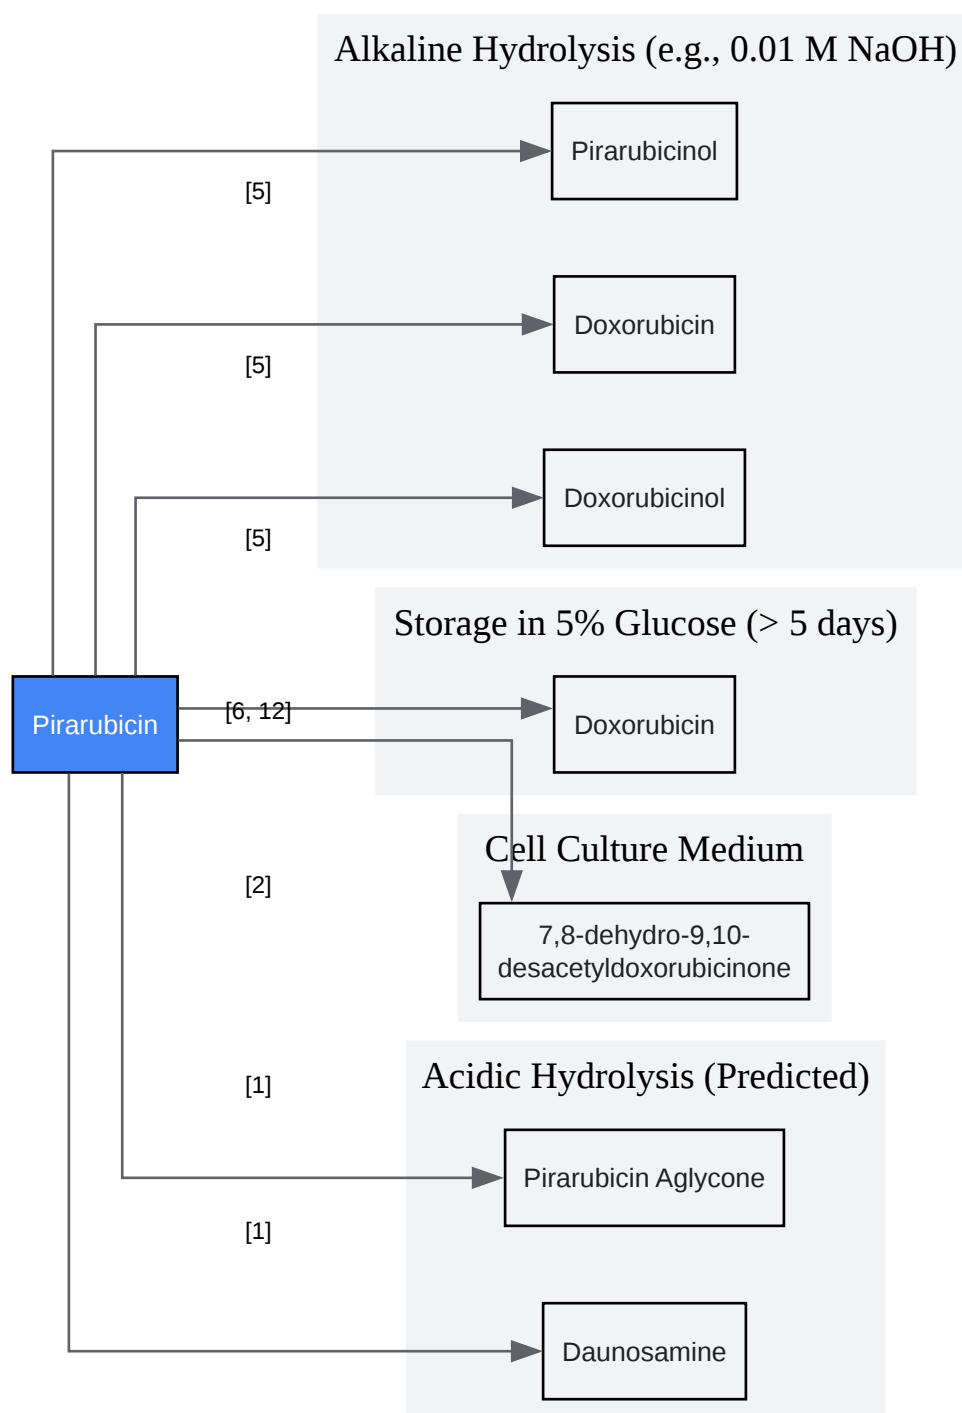 Alkaline Hydrolysis (e.g., 0.01 M NaOH)
Pirarubicinol
[5]
Doxorubicin
[5]
Doxorubicinol
[5]
Storage in 5% Glucose (> 5 days)
Pirarubicin
[6, 12]
Doxorubicin
Cell Culture Medium
[2]
7,8-dehydro-9,10-
desacetyldoxorubicinone
Acidic Hydrolysis (Predicted)
[1]
Pirarubicin Aglycone
[1]
Daunosamine